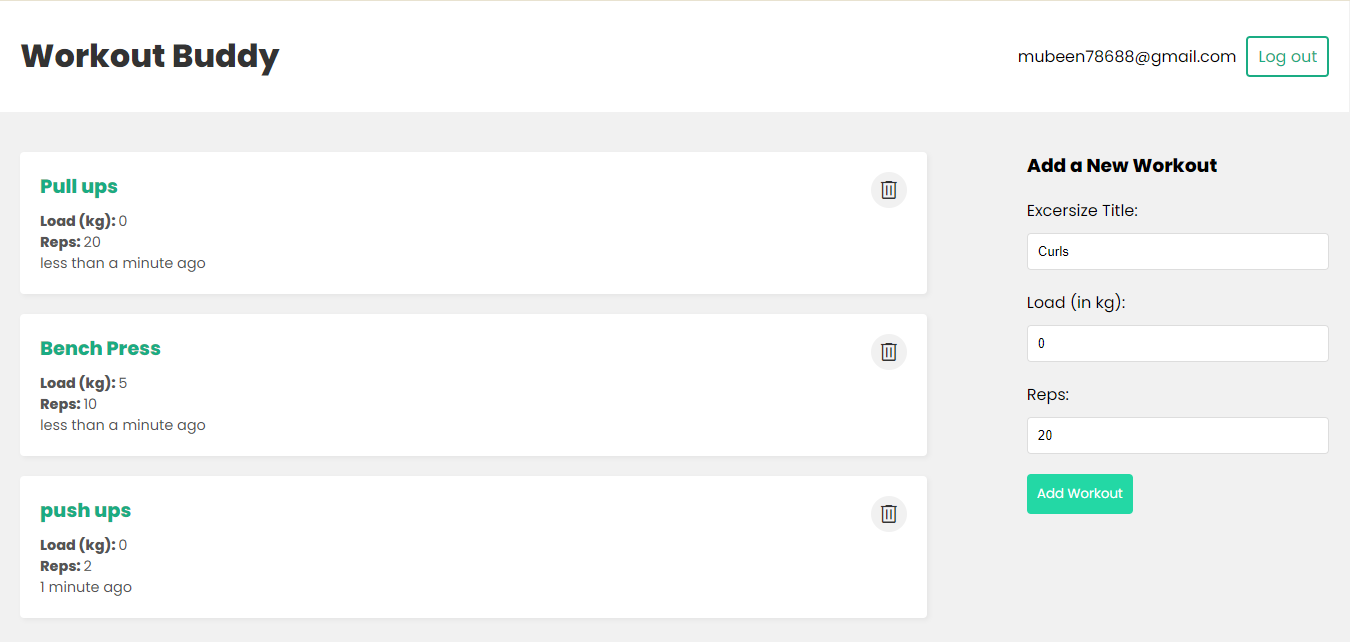 Workout Buddy
mubeen78688@gmail.com
Log out
Pull ups
Load (kg): 0
Reps: 20
less than a minute ago
Bench Press
Load (kg): 5
Reps: 10
less than a minute ago
push ups
Load (kg): 0
Reps: 2
1 minute ago
Add a New Workout
Excersize Title:
Curls
Load (in kg):
0
Reps:
20
Add Workout